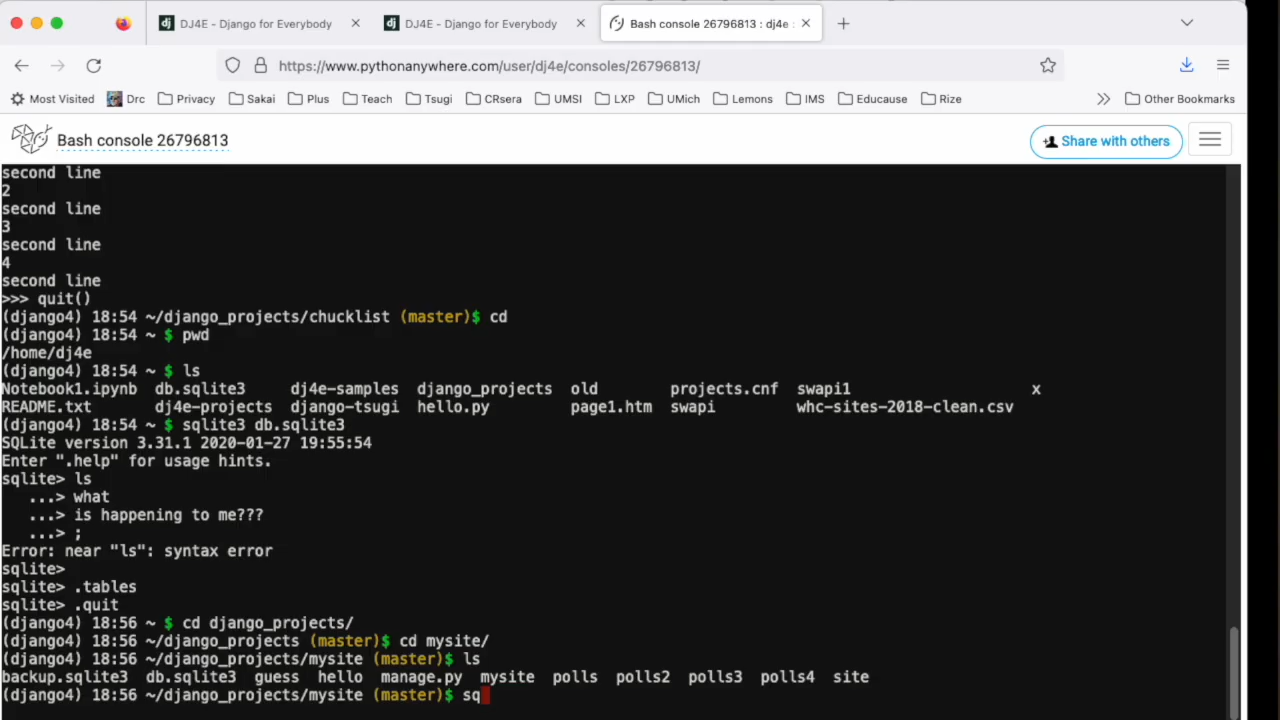 DJ4E - Django for Everybody
DJ4E - Django for Everybody
Bash console 26796813 : dj4e :
https://www.pythonanywhere.com/user/dj4e/consoles/26796813/
Most Visited Drc Privacy Sakai Plus Teach Tsugi CRsera UMSI LXP UMich Lemons IMS Educause Rize Other Bookmarks
Bash console 26796813
Share with others
second line
2
second line
3
second line
4
second line
>>> quit()
(django4) 18:54 ~/django_projects/chucklist (master)$ cd
(django4) 18:54 ~ $ pwd
/home/dj4e
(django4) 18:54 ~ $ ls
Notebook1.ipynb db.sqlite3 dj4e-samples django_projects old projects.cnf swapi1 x
README.txt dj4e-projects django-tsugi hello.py page1.htm swapi whc-sites-2018-clean.csv
(django4) 18:54 ~ $ sqlite3 db.sqlite3
SQLite version 3.31.1 2020-01-27 19:55:54
Enter ".help" for usage hints.
sqlite> ls
...> what
...> is happening to me???
...> ;
Error: near "ls": syntax error
sqlite>
sqlite> .tables
sqlite> .quit
(django4) 18:56 ~ $ cd django_projects/
(django4) 18:56 ~/django_projects (master)$ cd mysite/
(django4) 18:56 ~/django_projects/mysite (master)$ ls
backup.sqlite3 db.sqlite3 guess hello manage.py mysite polls polls2 polls3 polls4 site
(django4) 18:56 ~/django_projects/mysite (master)$ sq